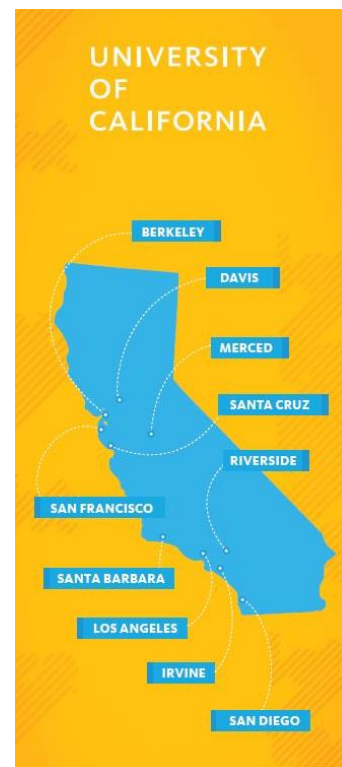 UNIVERSITY
OF
CALIFORNIA
BERKELEY
DAVIS
MERCED
SANTA CRUZ
RIVERSIDE
SAN FRANCISCO
SANTA BARBARA
LOS ANGELES
IRVINE
SAN DIEGO